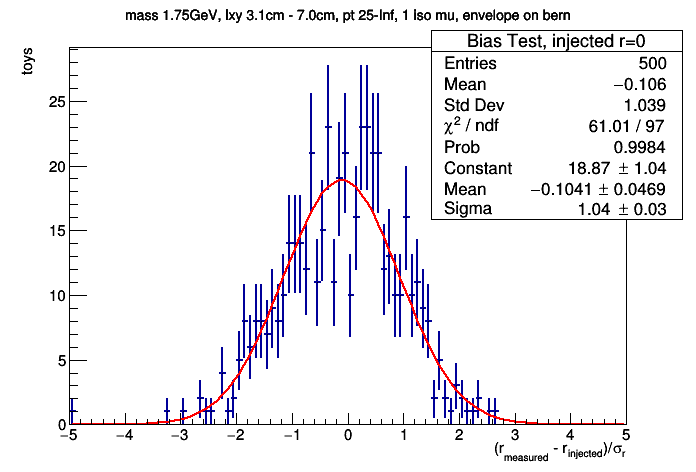 mass 1.75GeV, lxy 3.1cm - 7.0cm, pt 25-Inf, 1 Iso mu, envelope on bern
toys
Bias Test, injected r=0
Entries 500
Mean −0.106
Std Dev 1.039
χ² / ndf 61.01 / 97
Prob 0.9984
Constant 18.87 ± 1.04
Mean −0.1041 ± 0.0469
Sigma 1.04 ± 0.03
25
20
15
10
5
0
−5 −4 −3 −2 −1 0 1 2 3 4 5
(r_measured - r_injected)/σ_r